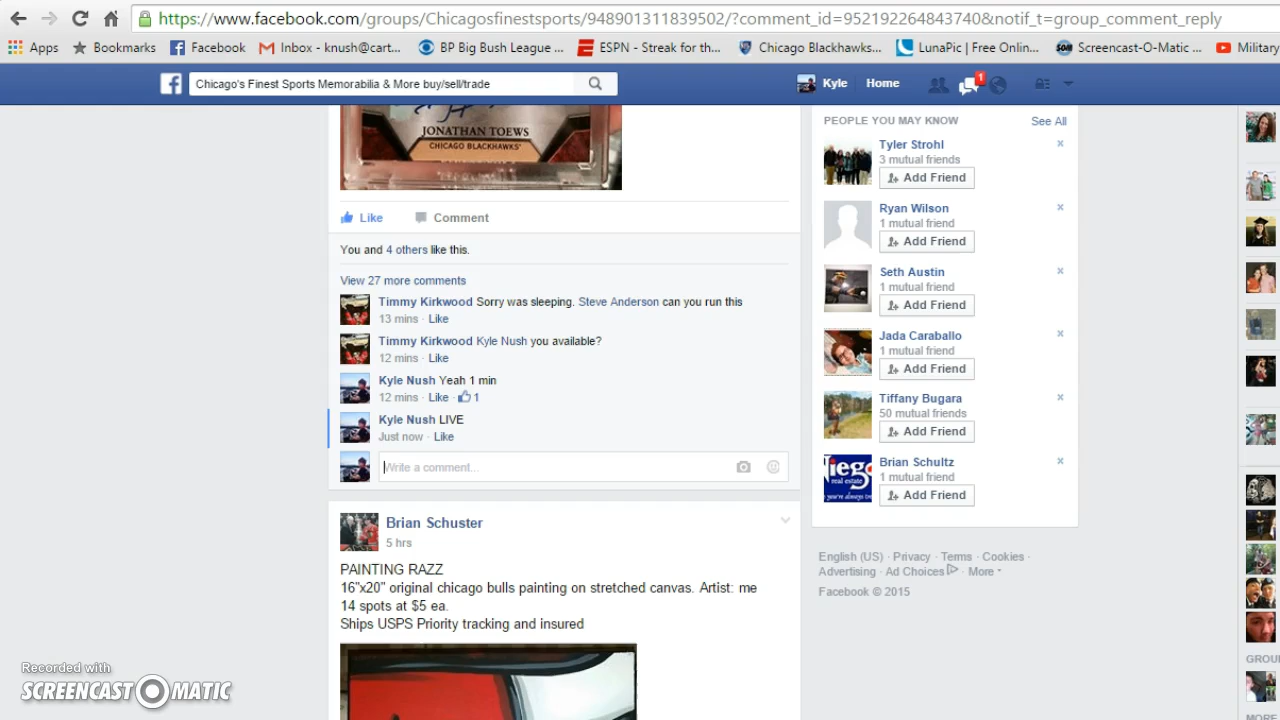 https://www.facebook.com/groups/Chicagosfinestsports/948901311839502/?comment_id=952192264843740&notif_t=group_comment_reply
Apps Bookmarks Facebook Inbox - knush@cart... BP Big Bush League ... ESPN - Streak for th... Chicago Blackhawks... LunaPic | Free Onlin... SOM Screencast-O-Matic ... Military
Chicago's Finest Sports Memorabilia & More buy/sell/trade
Kyle Home 1
JONATHAN TOEWS
CHICAGO BLACKHAWKS
Like Comment
You and 4 others like this.
View 27 more comments
Timmy Kirkwood Sorry was sleeping. Steve Anderson can you run this
13 mins · Like
Timmy Kirkwood Kyle Nush you available?
12 mins · Like
Kyle Nush Yeah 1 min
12 mins · Like · 1
Kyle Nush LIVE
Just now · Like
Write a comment...
Brian Schuster
5 hrs
PAINTING RAZZ
16"x20" original chicago bulls painting on stretched canvas. Artist: me
14 spots at $5 ea.
Ships USPS Priority tracking and insured
PEOPLE YOU MAY KNOW See All
Tyler Strohl
3 mutual friends
Add Friend
Ryan Wilson
1 mutual friend
Add Friend
Seth Austin
1 mutual friend
Add Friend
Jada Caraballo
1 mutual friend
Add Friend
Tiffany Bugara
50 mutual friends
Add Friend
Brian Schultz
1 mutual friend
Add Friend
English (US) · Privacy · Terms · Cookies ·
Advertising · Ad Choices · More
Facebook © 2015
GROU
MORE
Recorded with
SCREENCAST-O-MATIC